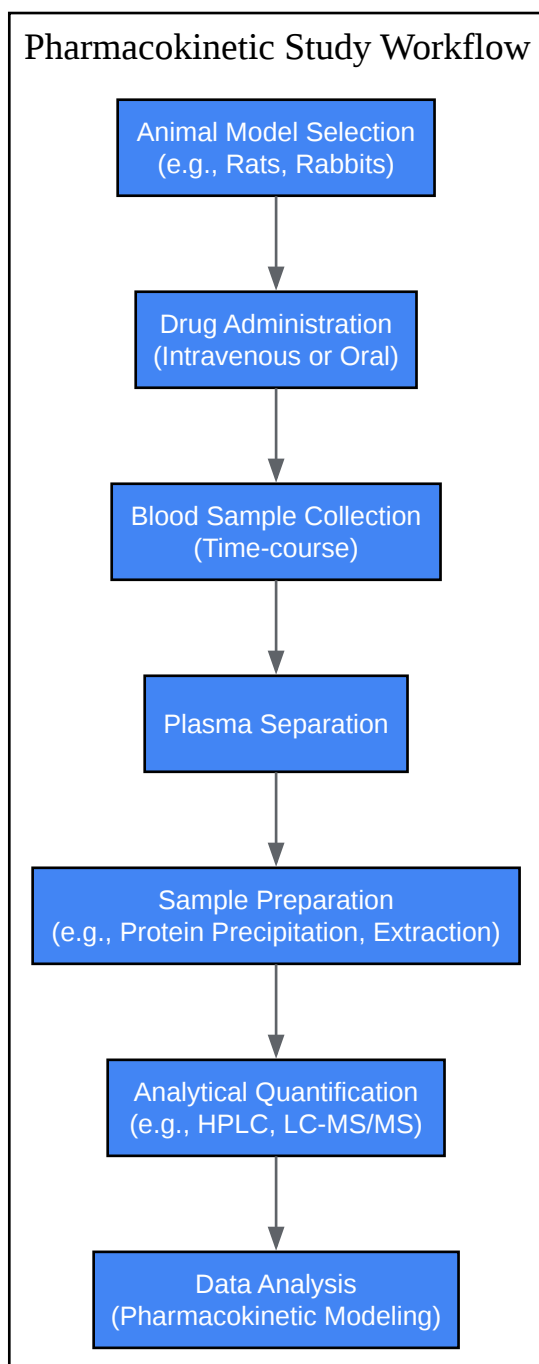 Pharmacokinetic Study Workflow
Animal Model Selection
(e.g., Rats, Rabbits)
Drug Administration
(Intravenous or Oral)
Blood Sample Collection
(Time-course)
Plasma Separation
Sample Preparation
(e.g., Protein Precipitation, Extraction)
Analytical Quantification
(e.g., HPLC, LC-MS/MS)
Data Analysis
(Pharmacokinetic Modeling)